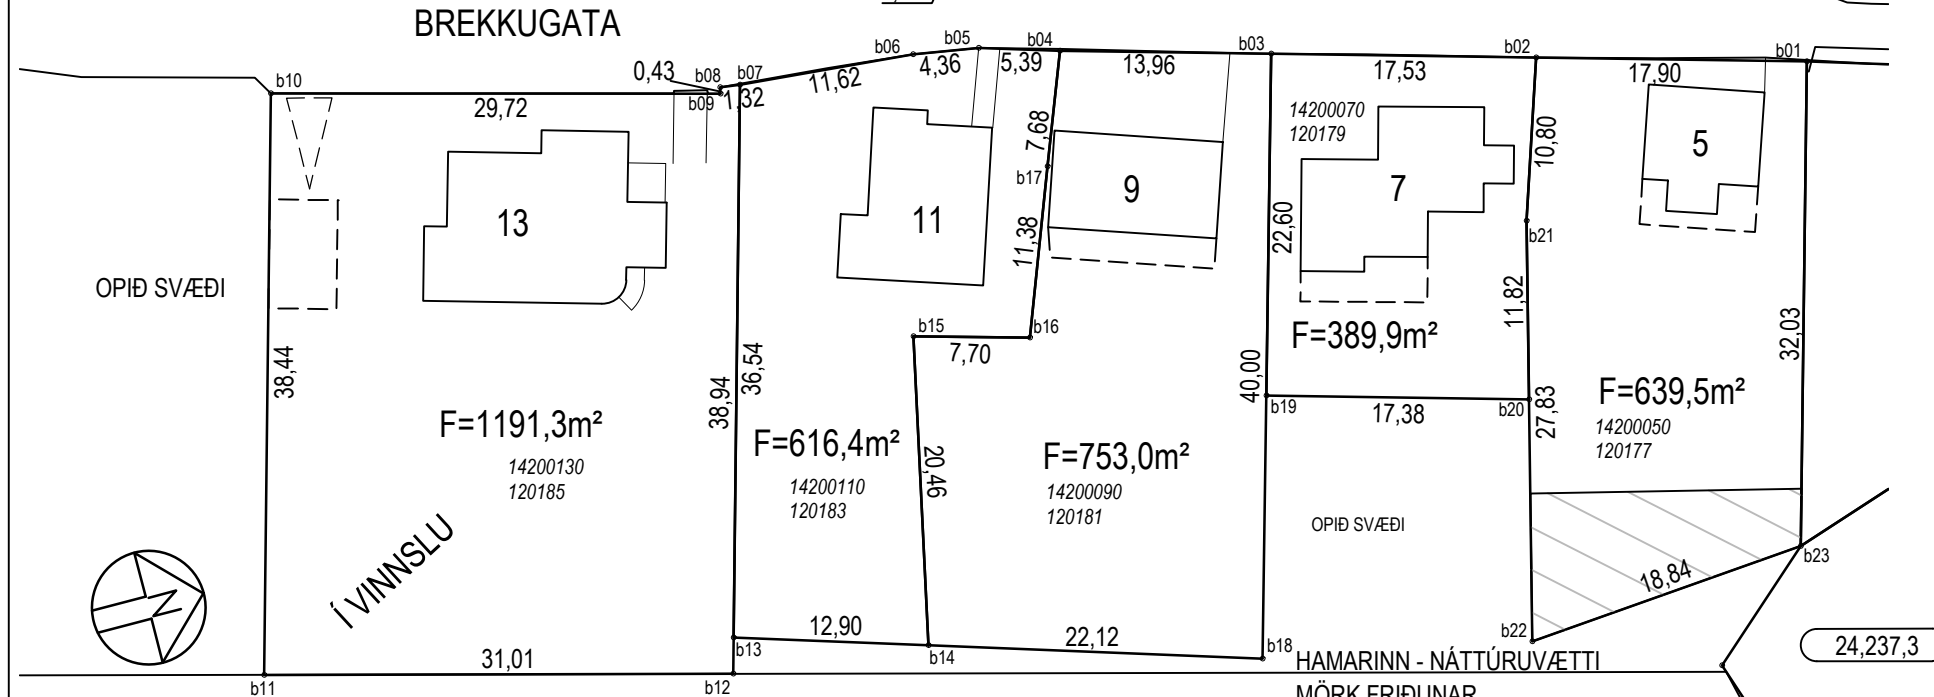 BREKKUGATA
b10
29,72
0,43
b08
b07
b09
1,32
11,62
b06
4,36
b05
5,39
b04
13,96
b03
17,53
b02
17,90
b01
14200070
120179
7,68
b17
11,38
10,80
b21
5
7
9
11
13
22,60
11,82
32,03
OPIÐ SVÆÐI
F=389,9m²
b15
b16
7,70
38,44
36,54
38,94
40,00
b19
17,38
b20
27,83
F=639,5m²
14200050
120177
F=1191,3m²
14200130
120185
F=616,4m²
14200110
120183
20,46
F=753,0m²
14200090
120181
OPIÐ SVÆÐI
Í VINNSLU
b23
18,84
12,90
22,12
b22
b13
b14
b18
31,01
HAMARINN - NÁTTÚRUVÆTTI
24,237,3
b11
b12
MÖRK FRIÐUNAR